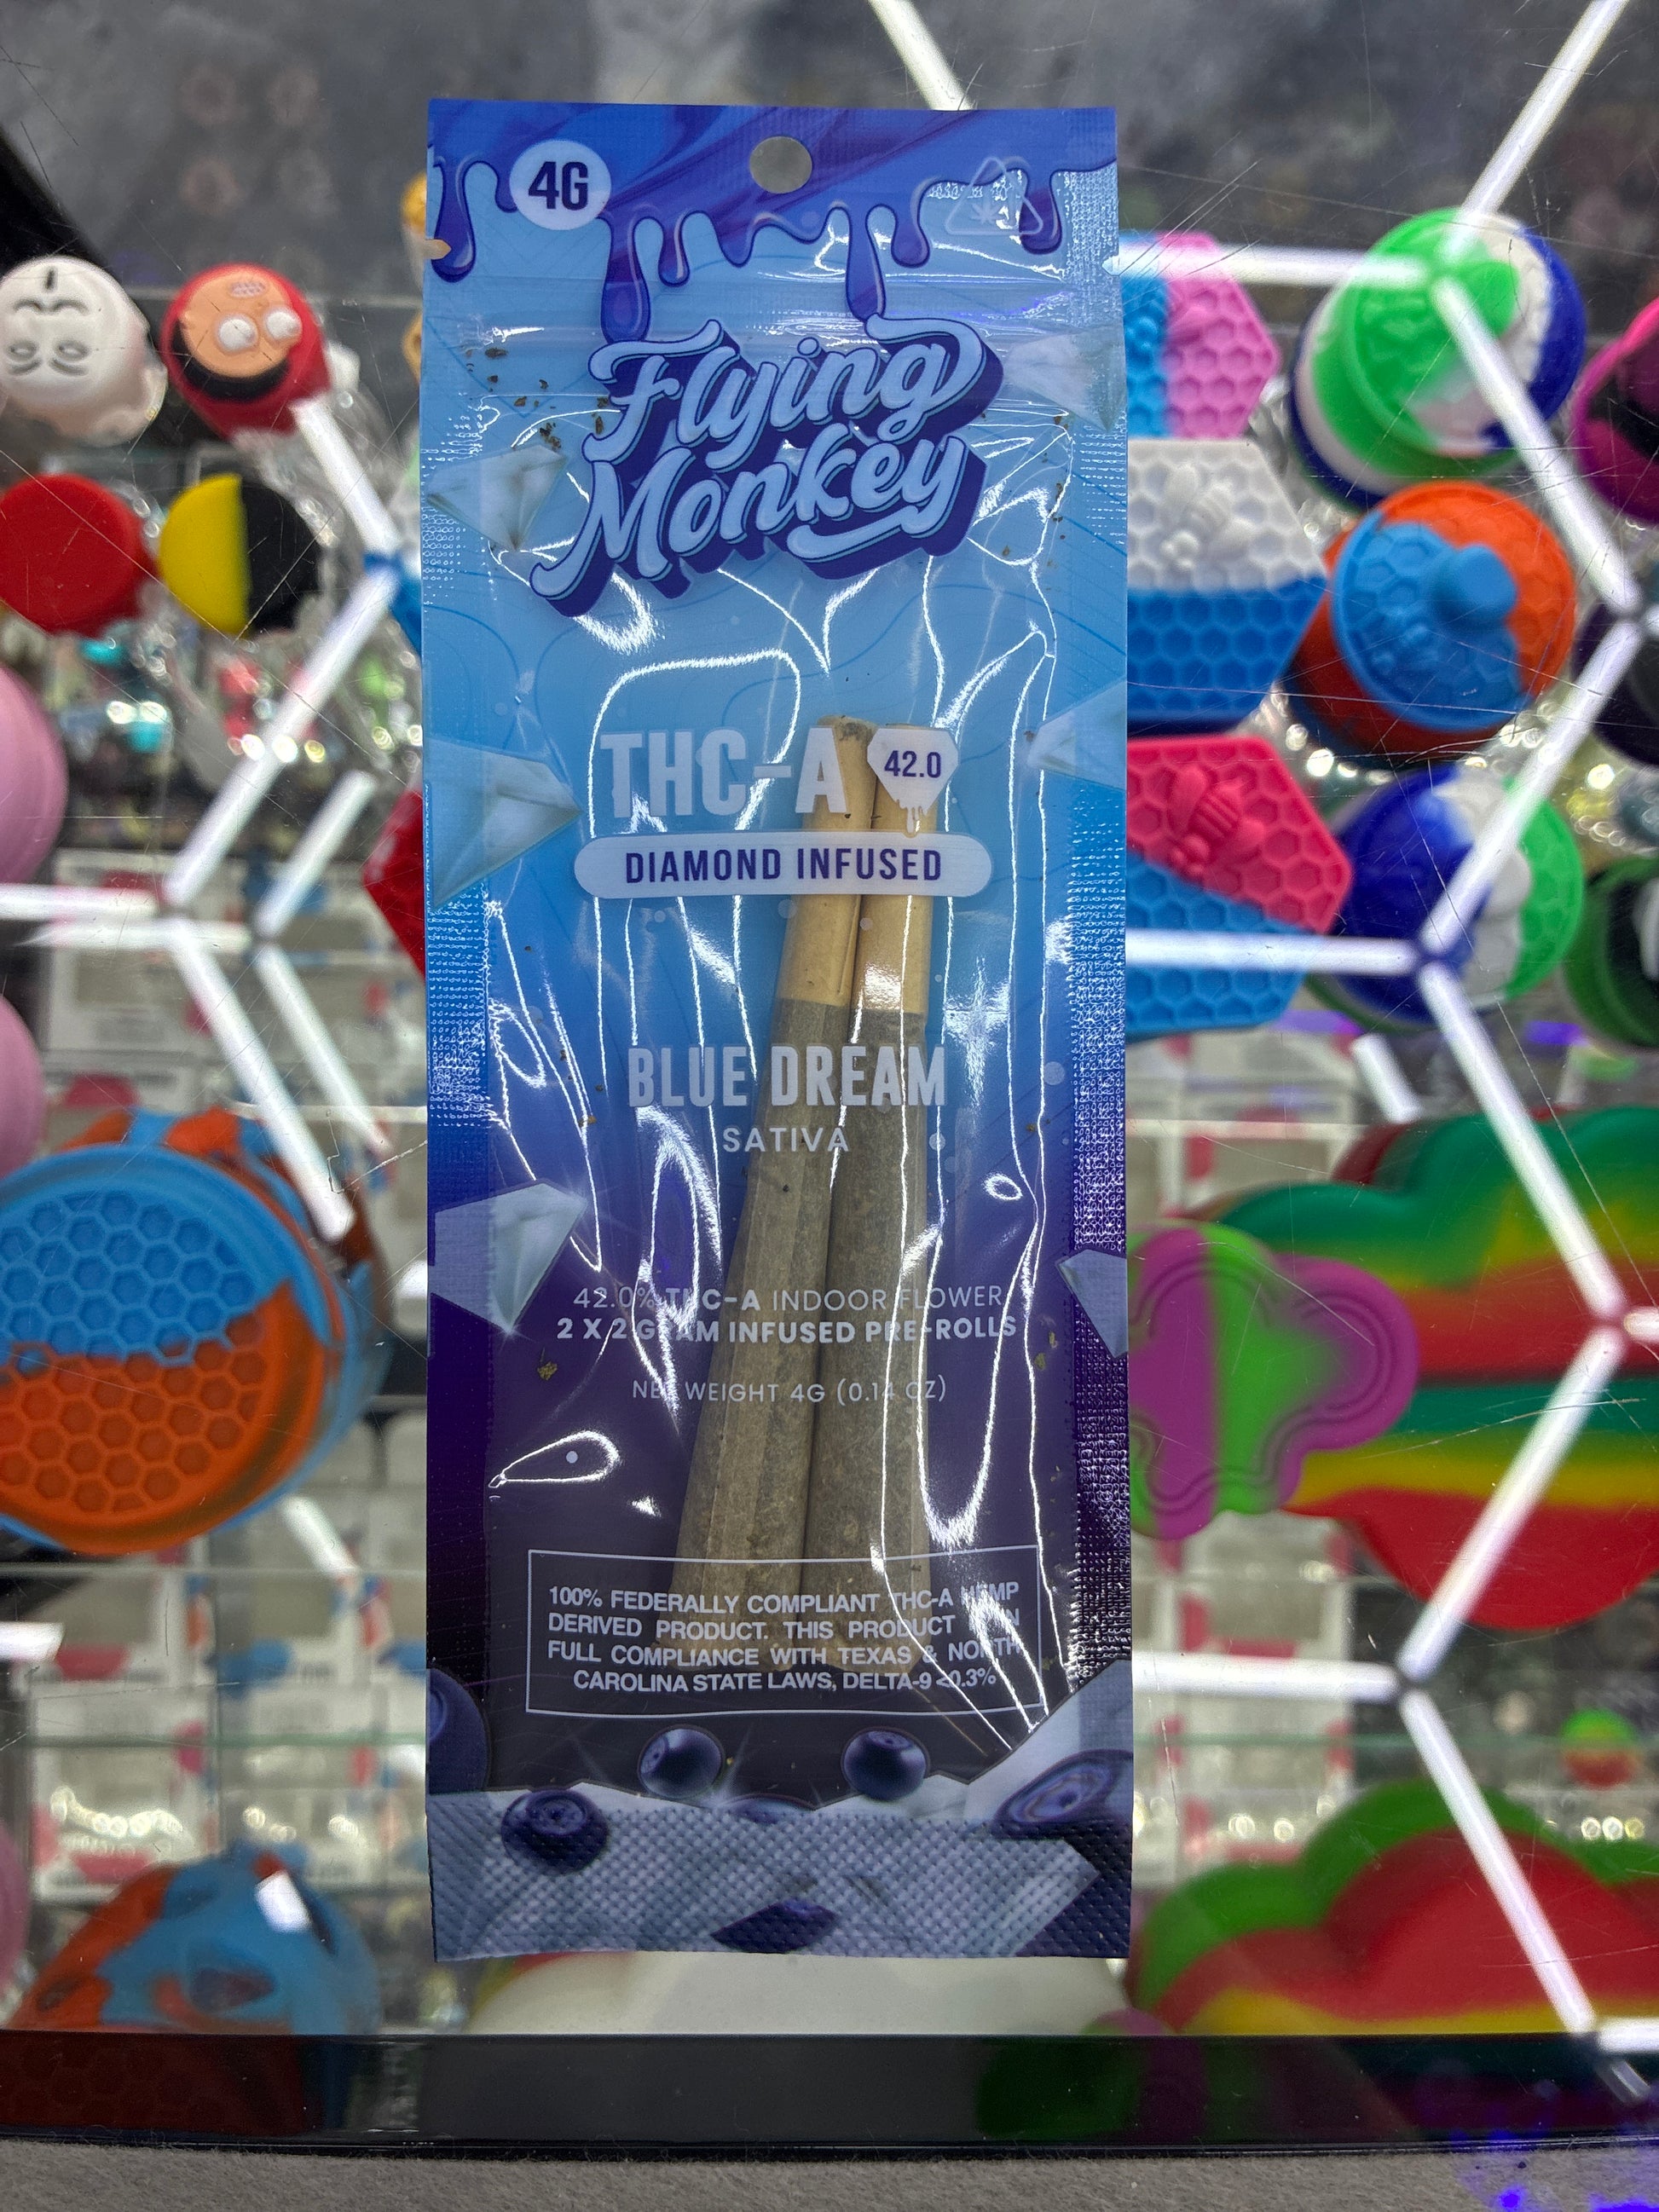 4G
Flying
Monkey
THC-A 42.0
DIAMOND INFUSED
BLUE DREAM
SATIVA
42.0% THC-A INDOOR FLOWER
2 X 2 GRAM INFUSED PRE-ROLLS
NET WEIGHT 4G (0.14 OZ)
100% FEDERALLY COMPLIANT THC-A HEMP
DERIVED PRODUCT. THIS PRODUCT IN
FULL COMPLIANCE WITH TEXAS & NORTH
CAROLINA STATE LAWS, DELTA-9 <0.3%